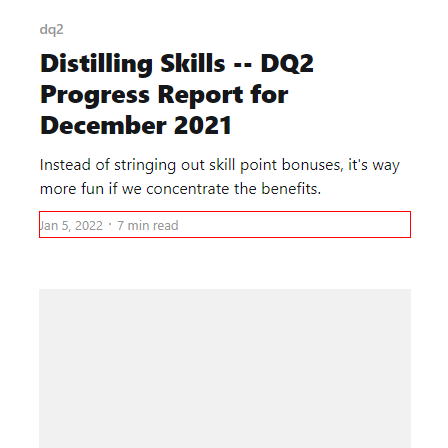 dq2
Distilling Skills -- DQ2
Progress Report for
December 2021
Instead of stringing out skill point bonuses, it's way
more fun if we concentrate the benefits.
Jan 5, 2022 · 7 min read